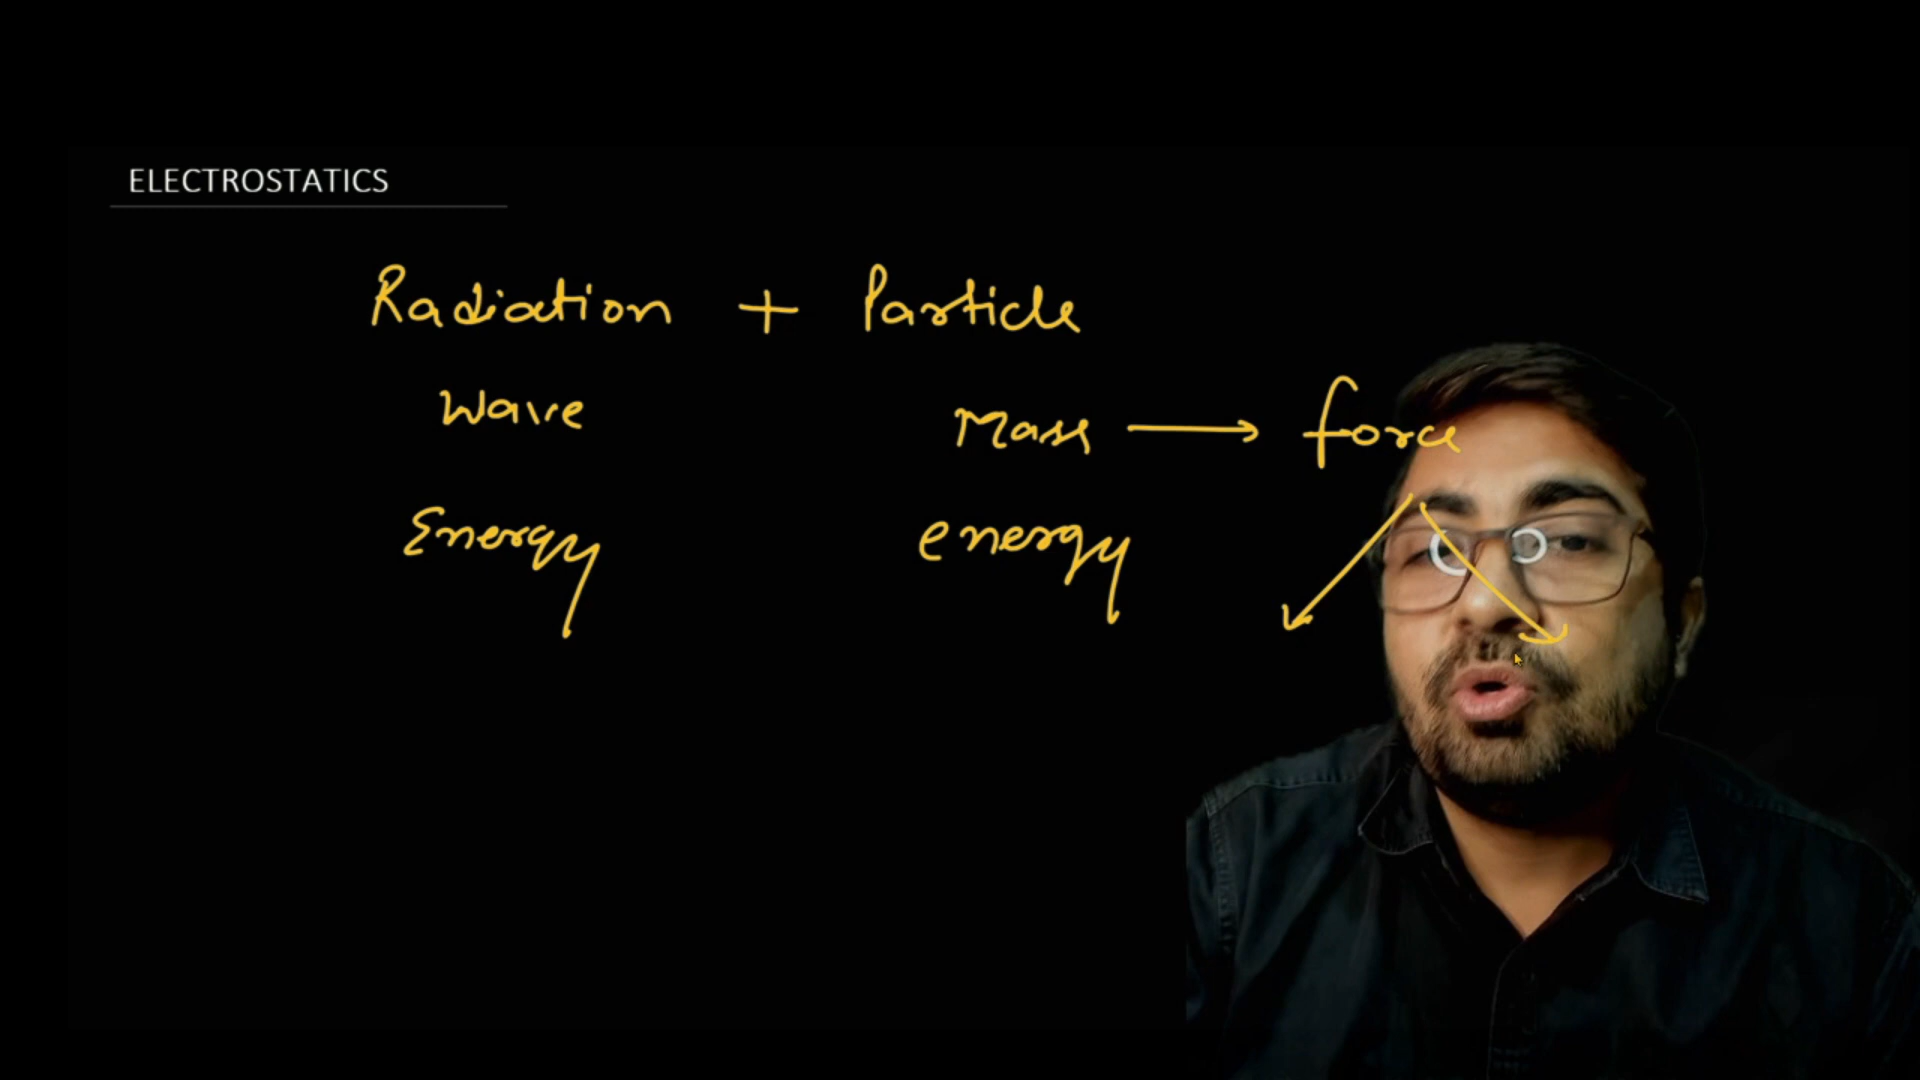 ELECTROSTATICS
Radiation + Particle
Wave Mass → force
Energy energy